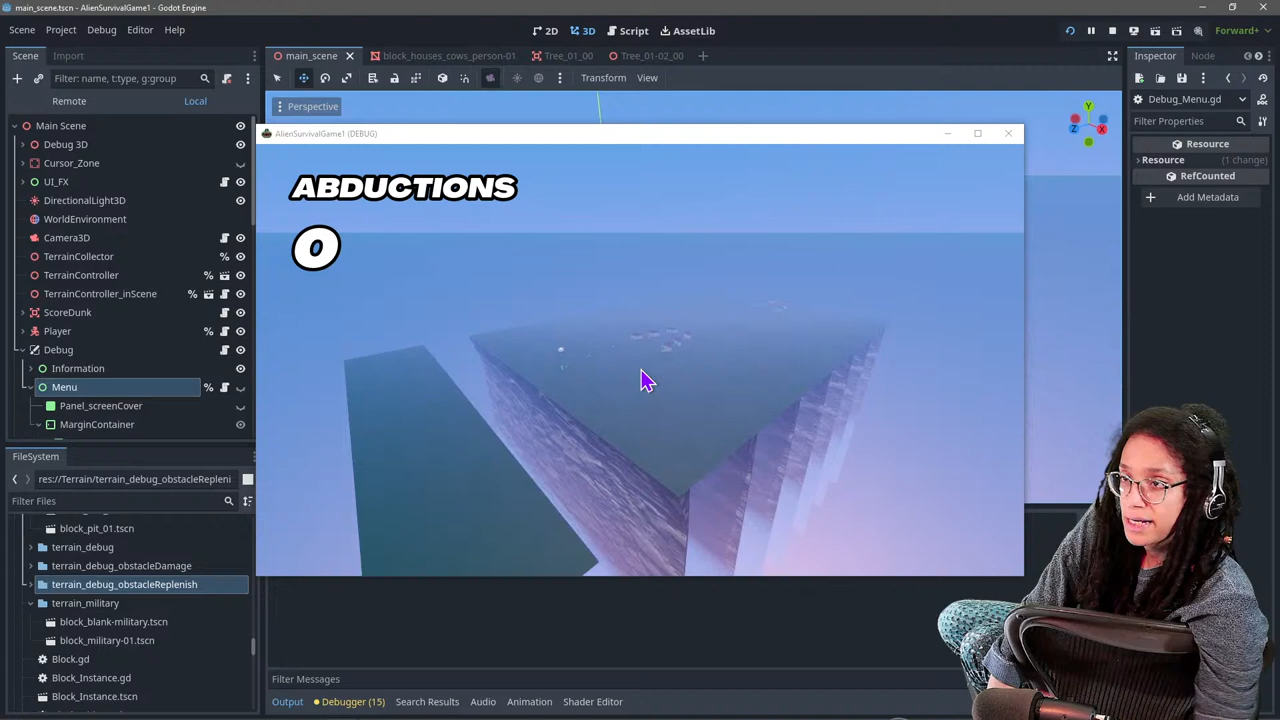 main_scene.tscn - AlienSurvivalGame1 - Godot Engine
Scene Project Debug Editor Help
2D 3D Script AssetLib
Forward+
Scene Import
main_scene block_houses_cows_person-01 Tree_01_00 Tree_01-02_00
Inspector Node
Filter: name, t:type, g:group
Transform View
Remote Local
Perspective
Y
Z X
Debug_Menu.gd
Filter Properties
Resource
Resource (1 change)
RefCounted
Add Metadata
Main Scene
Debug 3D
Cursor_Zone
UI_FX
DirectionalLight3D
WorldEnvironment
Camera3D
TerrainCollector
TerrainController
TerrainController_inScene
ScoreDunk
Player
Debug
Information
Menu
Panel_screenCover
MarginContainer
AlienSurvivalGame1 (DEBUG)
ABDUCTIONS
0
FileSystem
res://Terrain/terrain_debug_obstacleRepleni
Filter Files
block_pit_01.tscn
terrain_debug
terrain_debug_obstacleDamage
terrain_debug_obstacleReplenish
terrain_military
block_blank-military.tscn
block_military-01.tscn
Block.gd
Block_Instance.gd
Block_Instance.tscn
Filter Messages
Output Debugger (15) Search Results Audio Animation Shader Editor